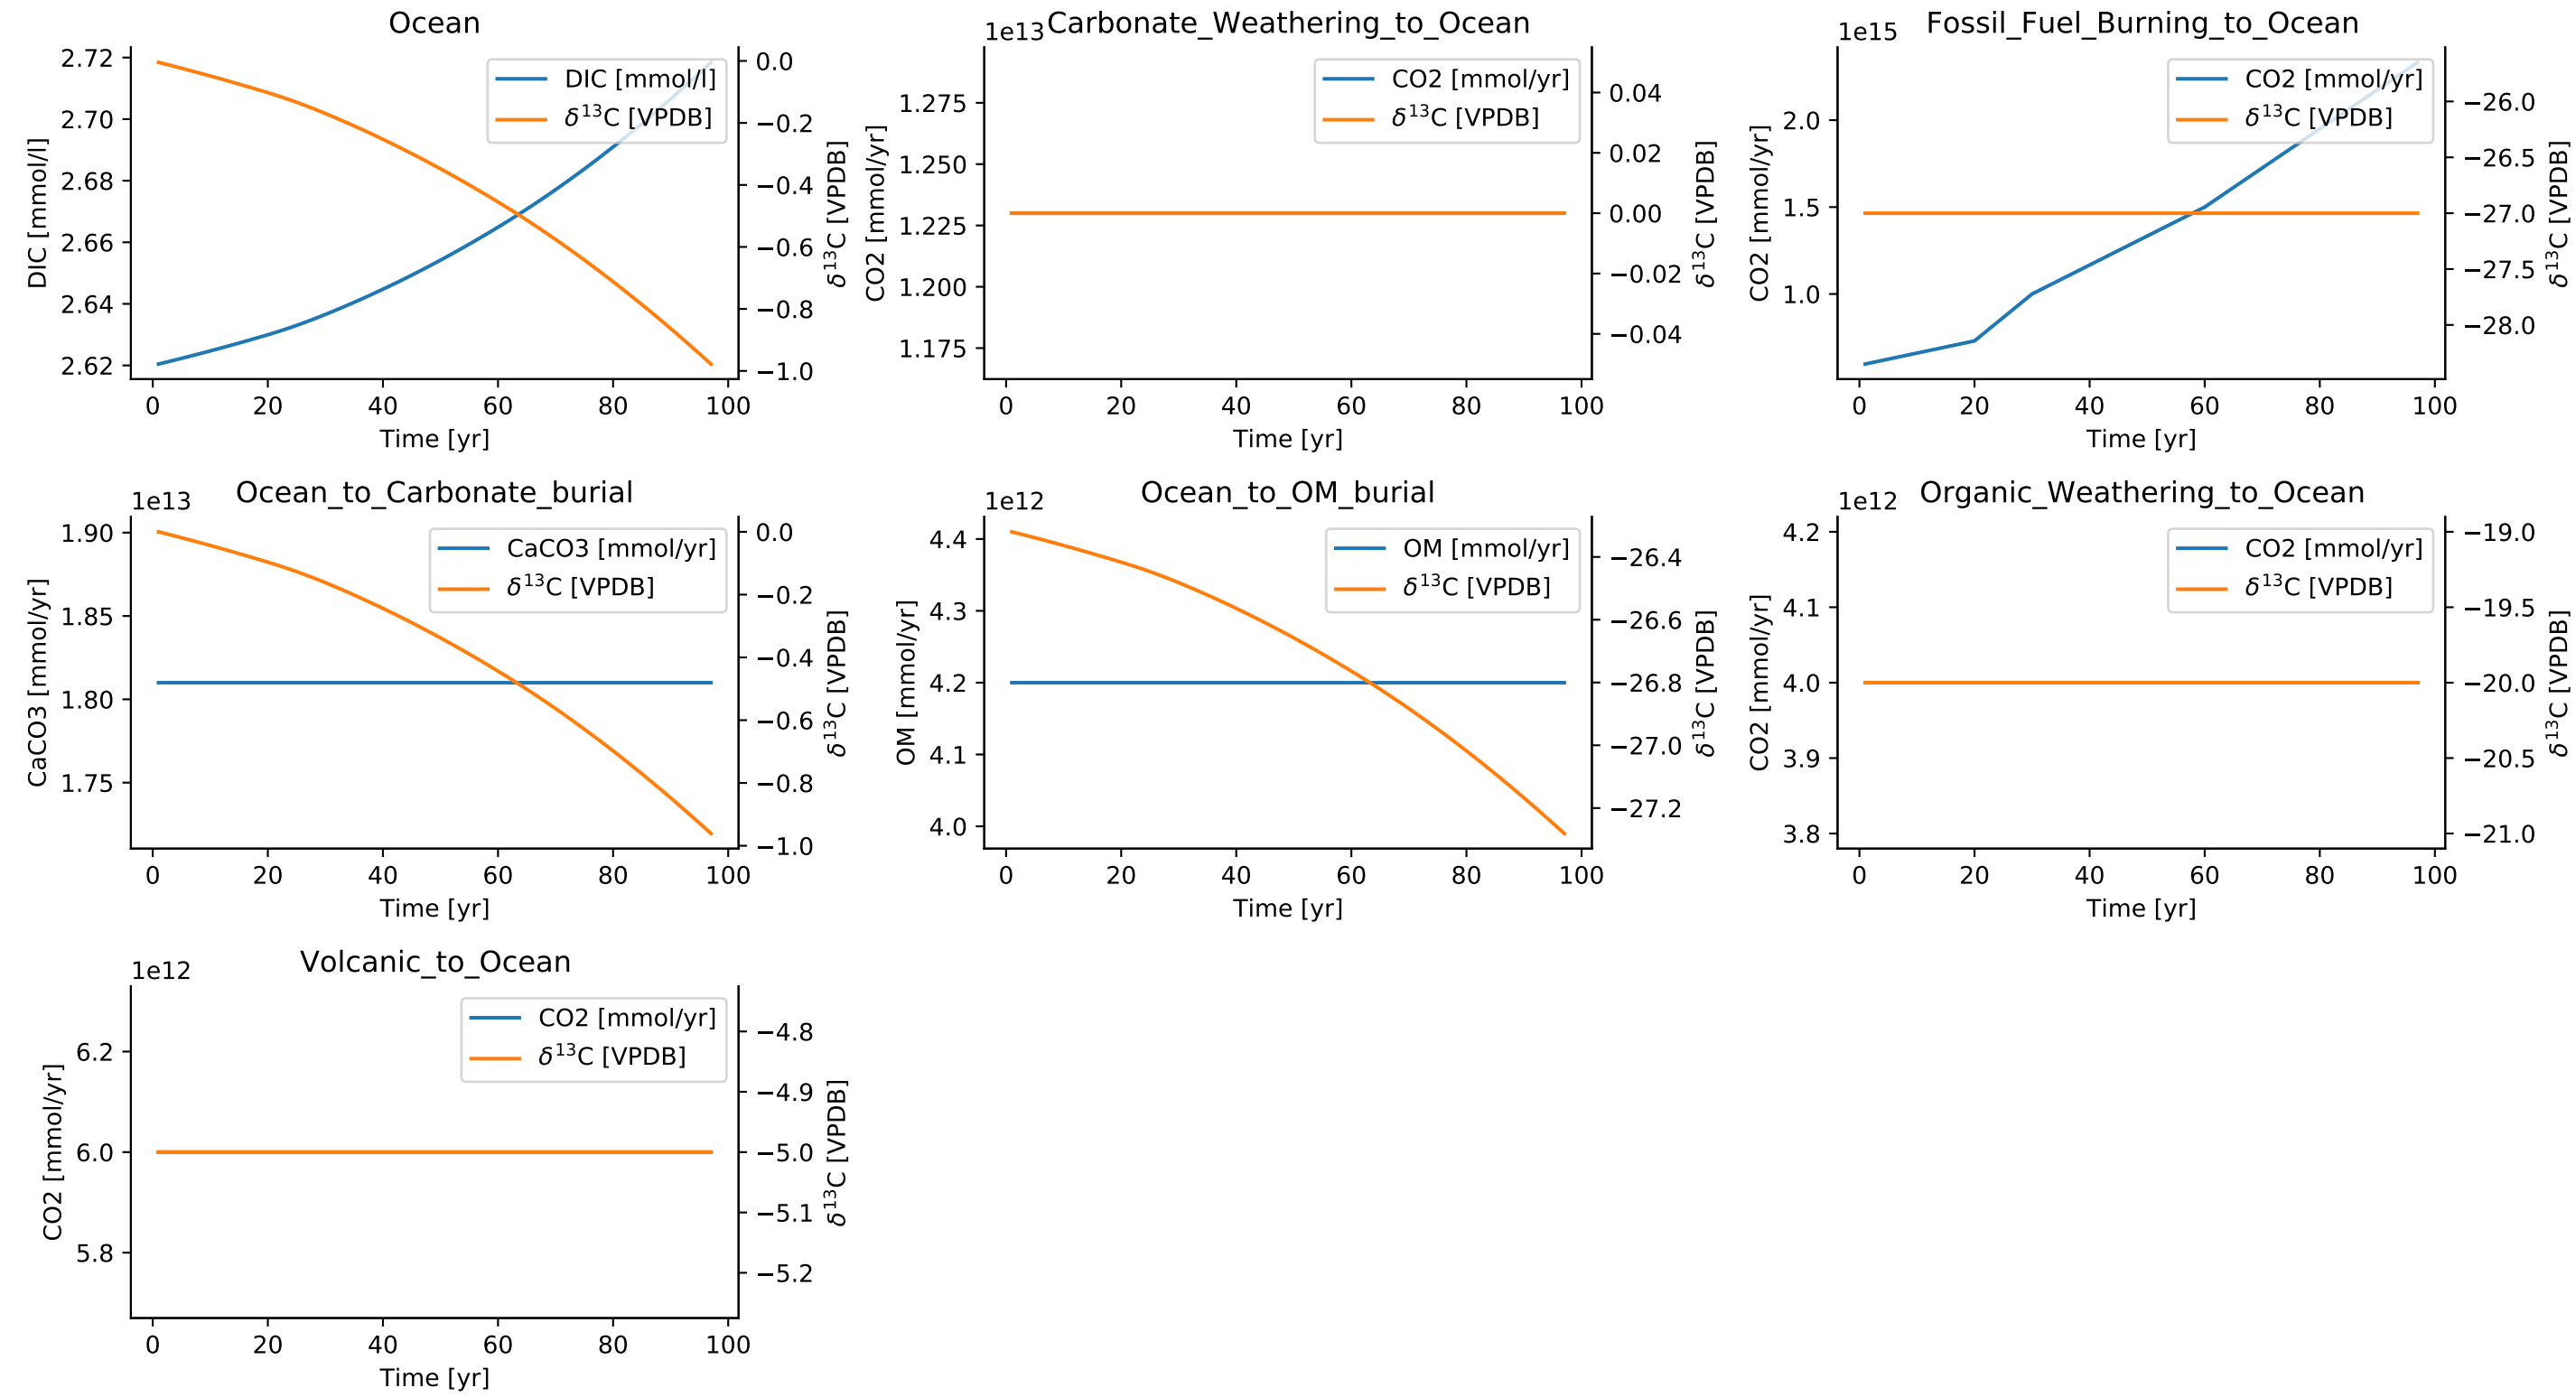 Ocean
2.72
2.70
2.68
2.66
2.64
2.62
DIC [mmol/l]
DIC [mmol/l]
δ13C [VPDB]
0.0
−0.2
−0.4
−0.6
−0.8
−1.0
δ13C [VPDB]
0 20 40 60 80 100
Time [yr]
1e13
Carbonate_Weathering_to_Ocean
1.275
1.250
1.225
1.200
1.175
CO2 [mmol/yr]
CO2 [mmol/yr]
δ13C [VPDB]
0.04
0.02
0.00
−0.02
−0.04
δ13C [VPDB]
0 20 40 60 80 100
Time [yr]
1e15
Fossil_Fuel_Burning_to_Ocean
2.0
1.5
1.0
CO2 [mmol/yr]
CO2 [mmol/yr]
δ13C [VPDB]
−26.0
−26.5
−27.0
−27.5
−28.0
δ13C [VPDB]
0 20 40 60 80 100
Time [yr]
1e13
Ocean_to_Carbonate_burial
1.90
1.85
1.80
1.75
CaCO3 [mmol/yr]
CaCO3 [mmol/yr]
δ13C [VPDB]
0.0
−0.2
−0.4
−0.6
−0.8
−1.0
δ13C [VPDB]
0 20 40 60 80 100
Time [yr]
1e12
Ocean_to_OM_burial
4.4
4.3
4.2
4.1
4.0
OM [mmol/yr]
OM [mmol/yr]
δ13C [VPDB]
−26.4
−26.6
−26.8
−27.0
−27.2
δ13C [VPDB]
0 20 40 60 80 100
Time [yr]
1e12
Organic_Weathering_to_Ocean
4.2
4.1
4.0
3.9
3.8
CO2 [mmol/yr]
CO2 [mmol/yr]
δ13C [VPDB]
−19.0
−19.5
−20.0
−20.5
−21.0
δ13C [VPDB]
0 20 40 60 80 100
Time [yr]
1e12
Volcanic_to_Ocean
6.2
6.0
5.8
CO2 [mmol/yr]
CO2 [mmol/yr]
δ13C [VPDB]
−4.8
−4.9
−5.0
−5.1
−5.2
δ13C [VPDB]
0 20 40 60 80 100
Time [yr]